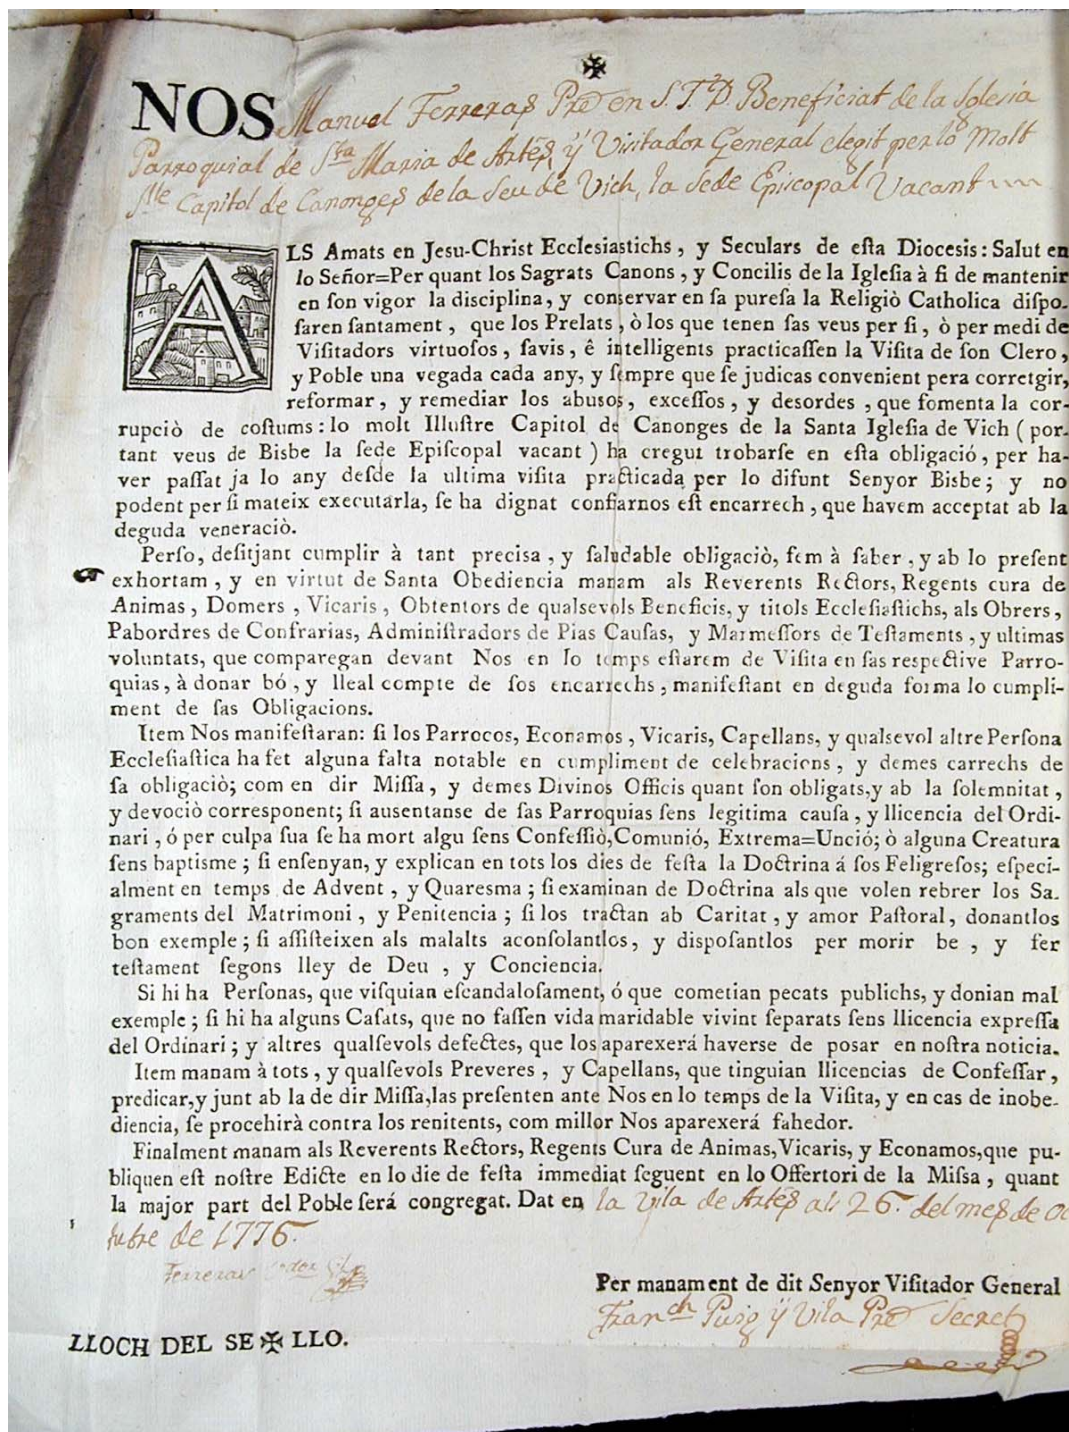 ✠
NOS Manuel Ferreras Pre en S. T. D. Beneficiat de la Iglesia
Parroquial de Sta Maria de Artés, ÿ Visitador General elegit per lo Molt
Ille Capitol de Canonges de la Seu de Vich, la Sede Episcopal Vacant
ALS Amats en Jesu-Christ Ecclesiaſtichs, y Seculars de eſta Diocesis: Salut en
lo Señor=Per quant los Sagrats Canons, y Concilis de la Igleſia à fi de mantenir
en ſon vigor la disciplina, y conſervar en ſa pureſa la Religiò Catholica diſpo-
ſaren ſantament, que los Prelats, ò los que tenen ſas veus per ſi, ò per medi de
Viſitadors virtuoſos, ſavis, ê intelligents practicaſſen la Viſita de ſon Clero,
y Poble una vegada cada any, y ſempre que ſe judicas convenient pera corretgir,
reformar, y remediar los abusos, exceſſos, y desordes, que fomenta la cor-
rupciò de coſtums: lo molt Illuſtre Capitol de Canonges de la Santa Igleſia de Vich (por-
tant veus de Bisbe la ſede Epiſcopal vacant) ha cregut trobarſe en eſta obligació, per ha-
ver paſſat ja lo any deſde la ultima viſita practicada per lo difunt Senyor Bisbe; y no
podent per ſi mateix executarla, ſe ha dignat confiarnos eſt encarrech, que havem acceptat ab la
deguda veneraciò.
Perſo, deſitjant cumplir à tant precisa, y ſaludable obligaciò, fem à ſaber, y ab lo preſent
exhortam, y en virtut de Santa Obediencia manam als Reverents Rectors, Regents cura de
Animas, Domers, Vicaris, Obtentors de qualsevols Beneficis, y titols Eccleſiaſtichs, als Obrers,
Pabordres de Confrarias, Adminiſtradors de Pias Cauſas, y Marmeſſors de Teſtaments, y ultimas
voluntats, que comparegan devant Nos en lo temps eſtarem de Viſita en ſas reſpective Parro-
quias, à donar bó, y lleal compte de ſos encarrechs, manifeſtant en deguda forma lo cumpli-
ment de ſas Obligacions.
Item Nos manifeſtaran: ſi los Parrocos, Economos, Vicaris, Capellans, y qualsevol altre Perſona
Eccleſiaſtica ha fet alguna falta notable en cumpliment de celebracions, y demes carrechs de
ſa obligaciò; com en dir Miſſa, y demes Divinos Officis quant ſon obligats, y ab la ſolemnitat,
y devociò corresponent; ſi ausentanse de ſas Parroquias ſens legitima cauſa, y llicencia del Ordi-
nari, ó per culpa ſua ſe ha mort algu ſens Confeſſiò, Comunió, Extrema=Unciò; ò alguna Creatura
ſens baptisme; ſi enſenyan, y explican en tots los dies de feſta la Doctrina á ſos Feligreſos; eſpeci-
alment en temps de Advent, y Quaresma; ſi examinan de Doctrina als que volen rebrer los Sa-
graments del Matrimoni, y Penitencia; ſi los tractan ab Caritat, y amor Paſtoral, donantlos
bon exemple; ſi aſſiſteixen als malalts aconſolantlos, y dispoſantlos per morir be, y fer
teſtament ſegons lley de Deu, y Conciencia.
Si hi ha Perſonas, que viſquian eſcandaloſament, ó que cometian pecats publichs, y donian mal
exemple; ſi hi ha alguns Caſats, que no faſſen vida maridable vivint ſeparats ſens llicencia expreſſa
del Ordinari; y altres qualſevols defectes, que los aparexerá haverse de posar en noſtra noticia.
Item manam à tots, y qualſevols Preveres, y Capellans, que tinguian llicencias de Confeſſar,
predicar, y junt ab la de dir Miſſa, las preſenten ante Nos en lo temps de la Viſita, y en cas de inobe-
diencia, ſe procehirà contra los renitents, com millor Nos aparexerá fahedor.
Finalment manam als Reverents Rectors, Regents Cura de Animas, Vicaris, y Econamos, que pu-
bliquen eſt noſtre Edicte en lo die de feſta immediat ſeguent en lo Offertori de la Miſsa, quant
la major part del Poble ſerá congregat. Dat en la Vila de Artés als 26. del mes de Oc
tubre de 1776.
Ferreras
Per manament de dit Senyor Viſitador General
Franch Puig ÿ Vila Pre Secret
LLOCH DEL SE ✠ LLO.